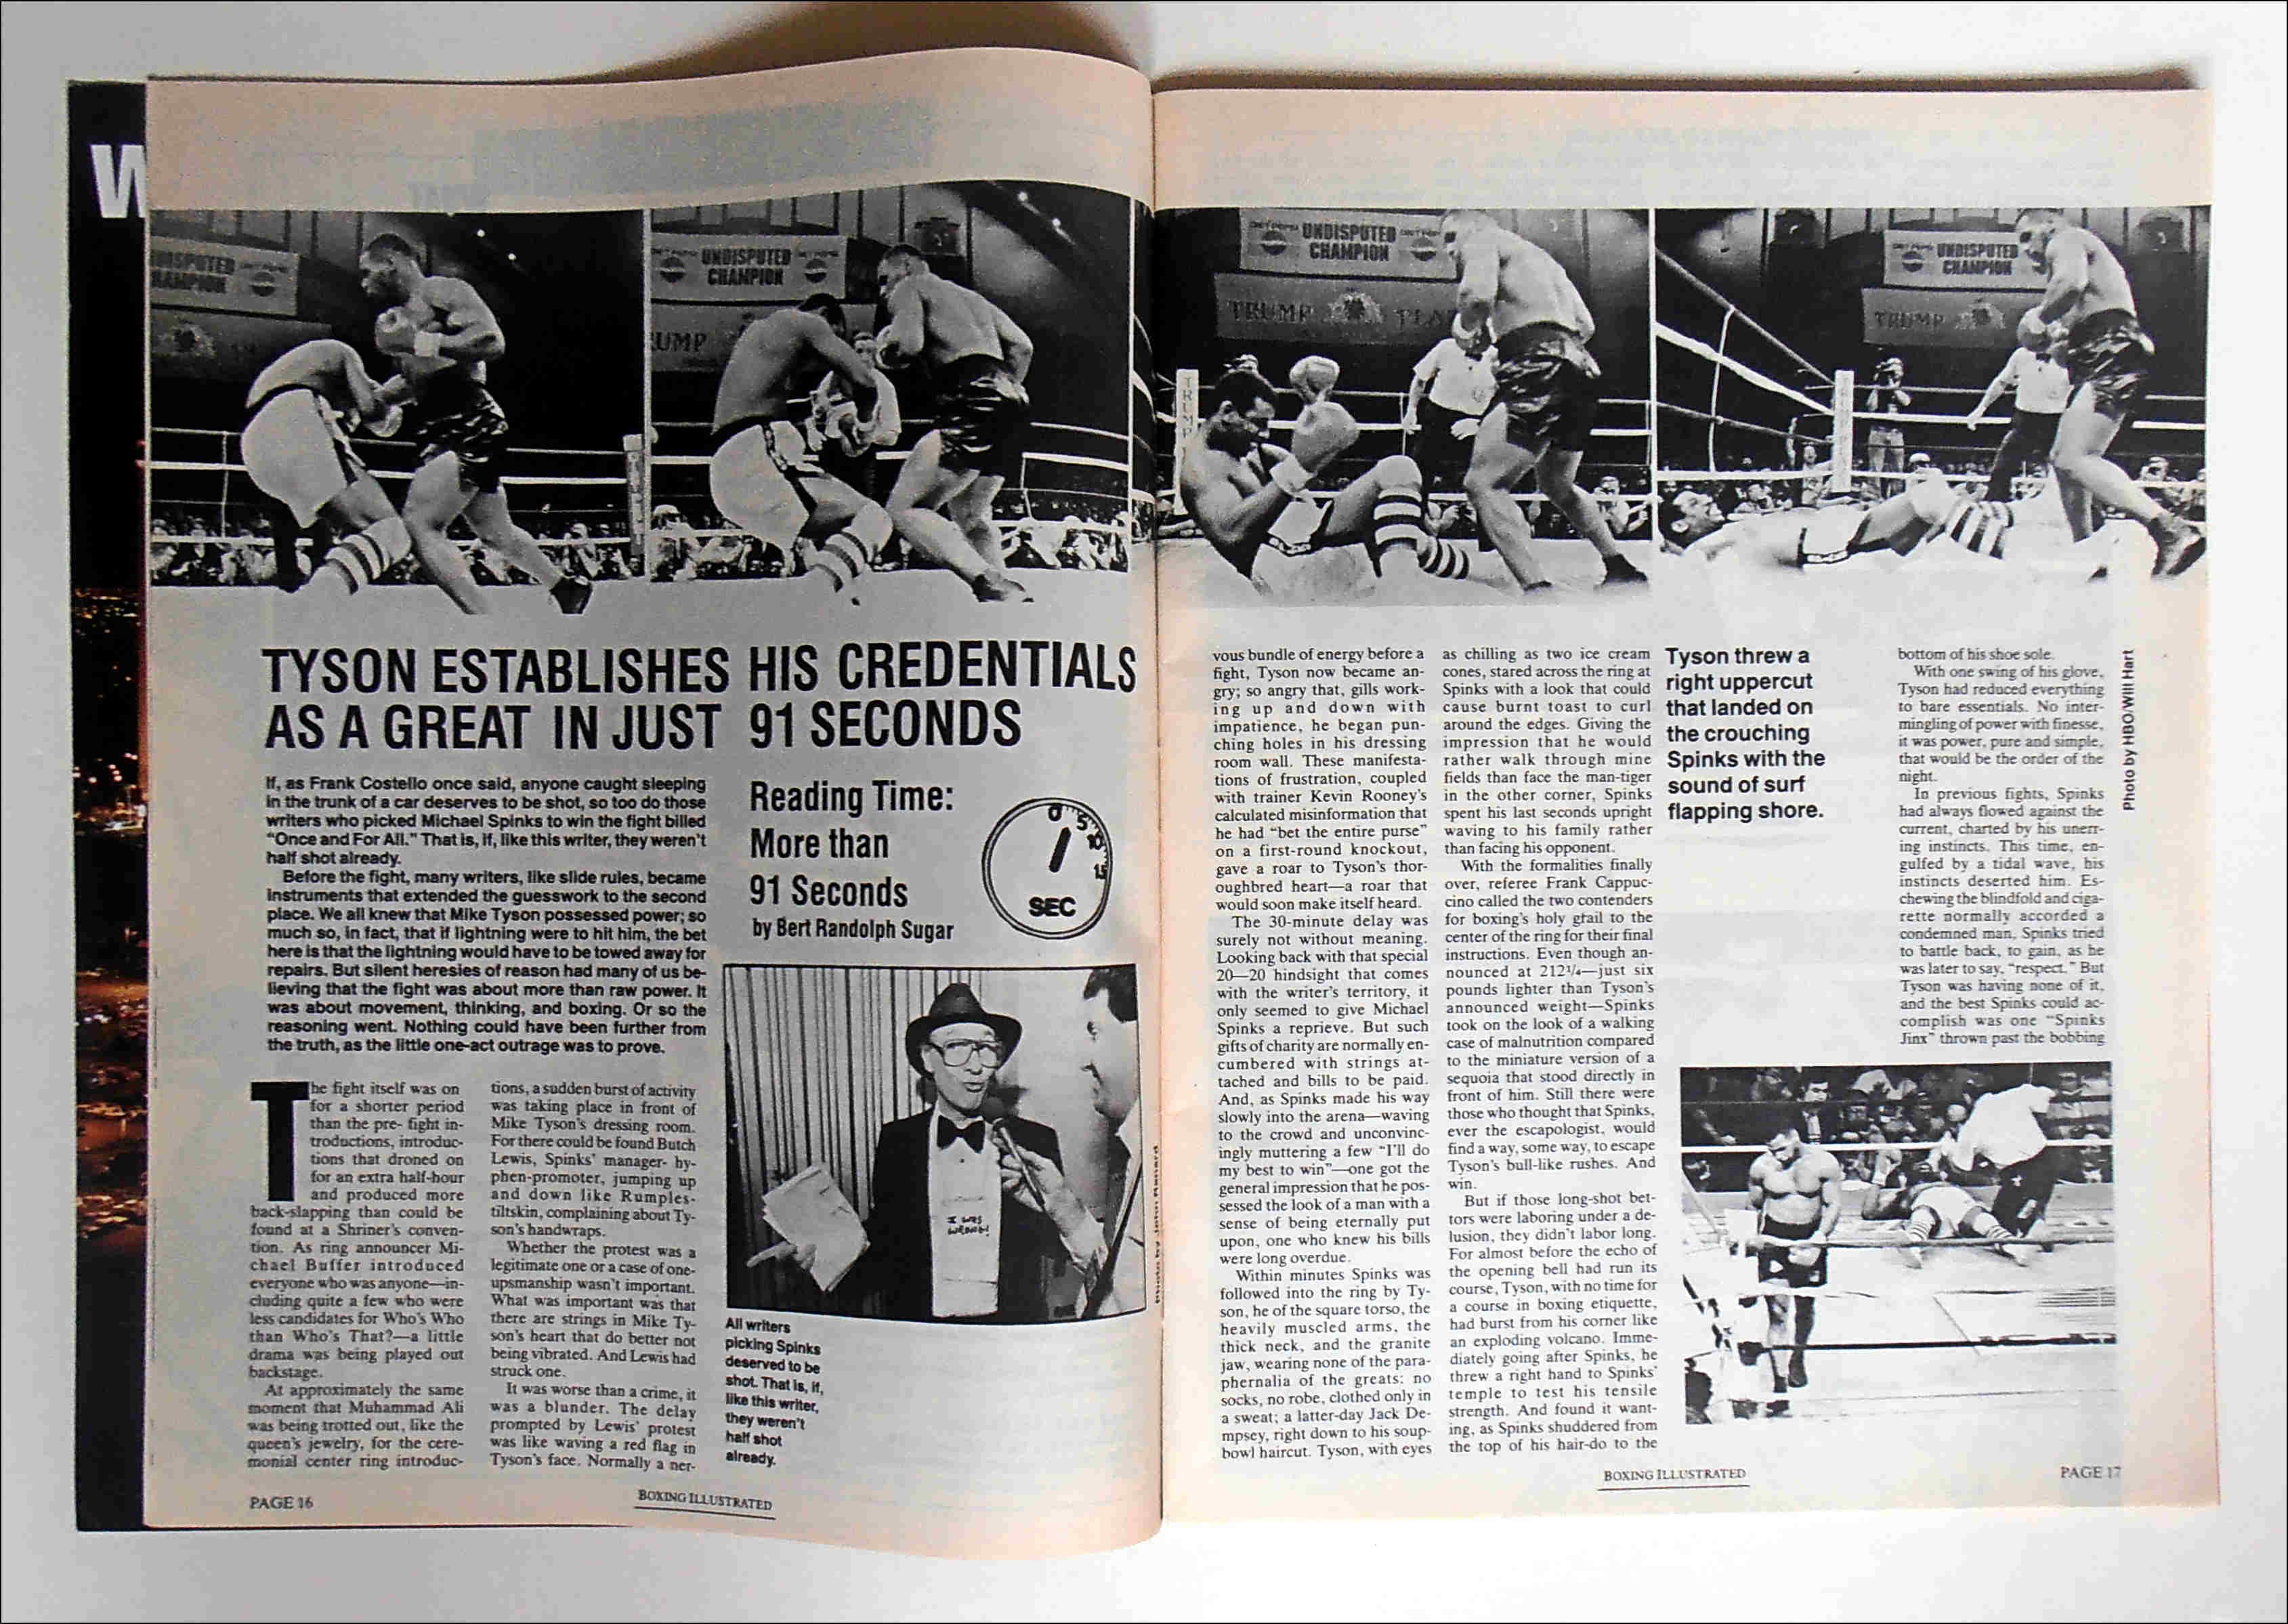 W
UNDISPUTED
CHAMPION
UNDISPUTED
CHAMPION
UMP
UNDISPUTED
CHAMPION
TRUMP PLA
TRUMP
UNDISPUTED
CHAMPION
TRUMP
TYSON ESTABLISHES HIS CREDENTIALS
AS A GREAT IN JUST 91 SECONDS
If, as Frank Costello once said, anyone caught sleeping
in the trunk of a car deserves to be shot, so too do those
writers who picked Michael Spinks to win the fight billed
“Once and For All.” That is, if, like this writer, they weren't
half shot already.
Before the fight, many writers, like slide rules, became
instruments that extended the guesswork to the second
place. We all knew that Mike Tyson possessed power; so
much so, in fact, that if lightning were to hit him, the bet
here is that the lightning would have to be towed away for
repairs. But silent heresies of reason had many of us be-
lieving that the fight was about more than raw power. It
was about movement, thinking, and boxing. Or so the
reasoning went. Nothing could have been further from
the truth, as the little one-act outrage was to prove.
Reading Time:
More than
91 Seconds
by Bert Randolph Sugar
0
5
10
15
SEC
The fight itself was on
for a shorter period
than the pre- fight in-
troductions, introduc-
tions that droned on
for an extra half-hour
and produced more
back-slapping than could be
found at a Shriner's conven-
tion. As ring announcer Mi-
chael Buffer introduced
everyone who was anyone—in-
cluding quite a few who were
less candidates for Who's Who
than Who's That?—a little
drama was being played out
backstage.
At approximately the same
moment that Muhammad Ali
was being trotted out, like the
queen's jewelry, for the cere-
monial center ring introduc-
tions, a sudden burst of activity
was taking place in front of
Mike Tyson's dressing room.
For there could be found Butch
Lewis, Spinks' manager- hy-
phen-promoter, jumping up
and down like Rumples-
tiltskin, complaining about Ty-
son's handwraps.
Whether the protest was a
legitimate one or a case of one-
upsmanship wasn't important.
What was important was that
there are strings in Mike Ty-
son's heart that do better not
being vibrated. And Lewis had
struck one.
It was worse than a crime, it
was a blunder. The delay
prompted by Lewis' protest
was like waving a red flag in
Tyson's face. Normally a ner-
I WAS
WRONG!
Photo by John Renard
All writers
picking Spinks
deserved to be
shot. That is, if,
like this writer,
they weren't
half shot
already.
PAGE 16
BOXING ILLUSTRATED
vous bundle of energy before a
fight, Tyson now became an-
gry; so angry that, gills work-
ing up and down with
impatience, he began pun-
ching holes in his dressing
room wall. These manifesta-
tions of frustration, coupled
with trainer Kevin Rooney's
calculated misinformation that
he had “bet the entire purse”
on a first-round knockout,
gave a roar to Tyson's thor-
oughbred heart—a roar that
would soon make itself heard.
The 30-minute delay was
surely not without meaning.
Looking back with that special
20—20 hindsight that comes
with the writer's territory, it
only seemed to give Michael
Spinks a reprieve. But such
gifts of charity are normally en-
cumbered with strings at-
tached and bills to be paid.
And, as Spinks made his way
slowly into the arena—waving
to the crowd and unconvinc-
ingly muttering a few “I'll do
my best to win”—one got the
general impression that he pos-
sessed the look of a man with a
sense of being eternally put
upon, one who knew his bills
were long overdue.
Within minutes Spinks was
followed into the ring by Ty-
son, he of the square torso, the
heavily muscled arms, the
thick neck, and the granite
jaw, wearing none of the para-
phernalia of the greats: no
socks, no robe, clothed only in
a sweat; a latter-day Jack De-
mpsey, right down to his soup-
bowl haircut. Tyson, with eyes
as chilling as two ice cream
cones, stared across the ring at
Spinks with a look that could
cause burnt toast to curl
around the edges. Giving the
impression that he would
rather walk through mine
fields than face the man-tiger
in the other corner, Spinks
spent his last seconds upright
waving to his family rather
than facing his opponent.
With the formalities finally
over, referee Frank Cappuc-
cino called the two contenders
for boxing's holy grail to the
center of the ring for their final
instructions. Even though an-
nounced at 212¼—just six
pounds lighter than Tyson's
announced weight—Spinks
took on the look of a walking
case of malnutrition compared
to the miniature version of a
sequoia that stood directly in
front of him. Still there were
those who thought that Spinks,
ever the escapologist, would
find a way, some way, to escape
Tyson's bull-like rushes. And
win.
But if those long-shot bet-
tors were laboring under a de-
lusion, they didn't labor long.
For almost before the echo of
the opening bell had run its
course, Tyson, with no time for
a course in boxing etiquette,
had burst from his corner like
an exploding volcano. Imme-
diately going after Spinks, he
threw a right hand to Spinks'
temple to test his tensile
strength. And found it want-
ing, as Spinks shuddered from
the top of his hair-do to the
Tyson threw a
right uppercut
that landed on
the crouching
Spinks with the
sound of surf
flapping shore.
bottom of his shoe sole.
With one swing of his glove,
Tyson had reduced everything
to bare essentials. No inter-
mingling of power with finesse,
it was power, pure and simple,
that would be the order of the
night.
In previous fights, Spinks
had always flowed against the
current, charted by his unerr-
ing instincts. This time, en-
gulfed by a tidal wave, his
instincts deserted him. Es-
chewing the blindfold and ciga-
rette normally accorded a
condemned man, Spinks tried
to battle back, to gain, as he
was later to say, “respect.” But
Tyson was having none of it,
and the best Spinks could ac-
complish was one “Spinks
Jinx” thrown past the bobbing
Photo by HBO/Will Hart
BOXING ILLUSTRATED
PAGE 17